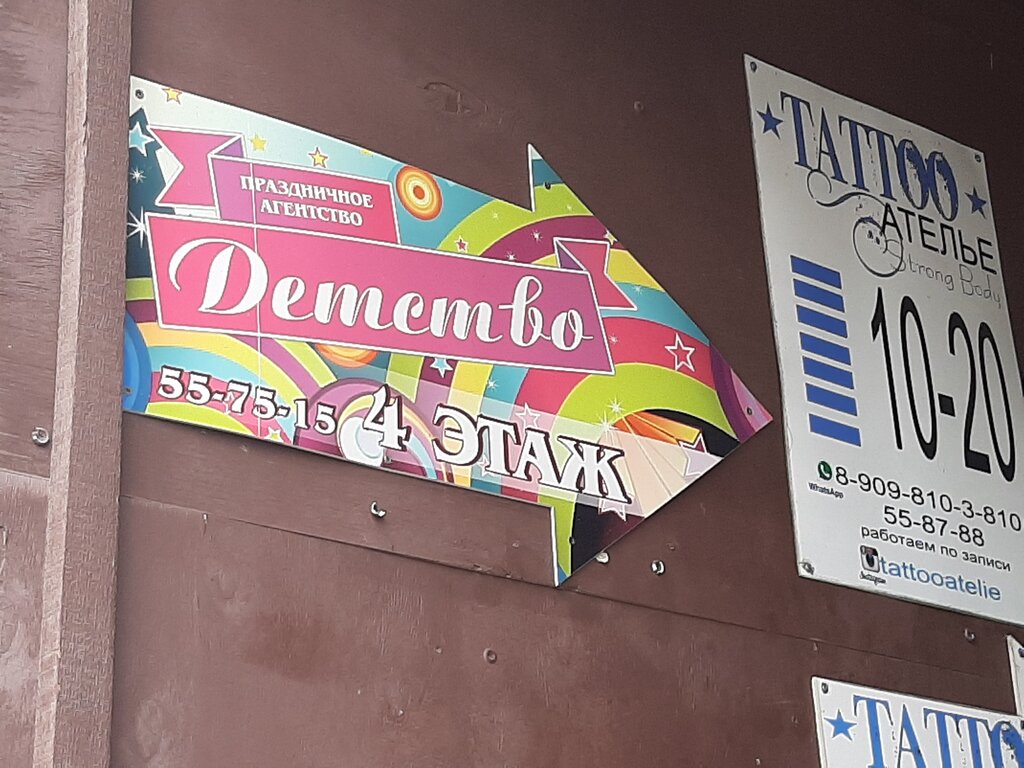 ПРАЗДНИЧНОЕ
АГЕНТСТВО
Детство
55-75-15
4 ЭТАЖ
TATTOO
АТЕЛЬЕ
Strong Body
10-20
8-909-810-3-810
WhatsApp
55-87-88
работаем по записи
tattooatelie
TATTO